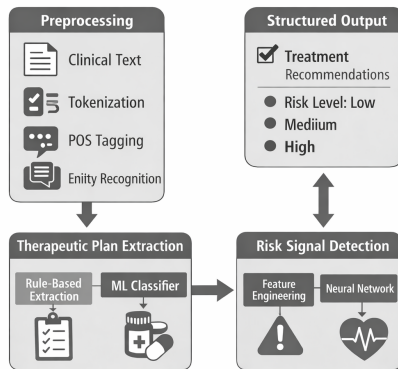 Preprocessing
Clinical Text
Tokenization
POS Tagging
Eniity Recognition
Structured Output
Treatment
Recommendations
Risk Level: Low
Mediium
High
Therapeutic Plan Extraction
Rule-Based
Extraction
ML Classifier
Risk Signal Detection
Feature
Engineering
Neural Network